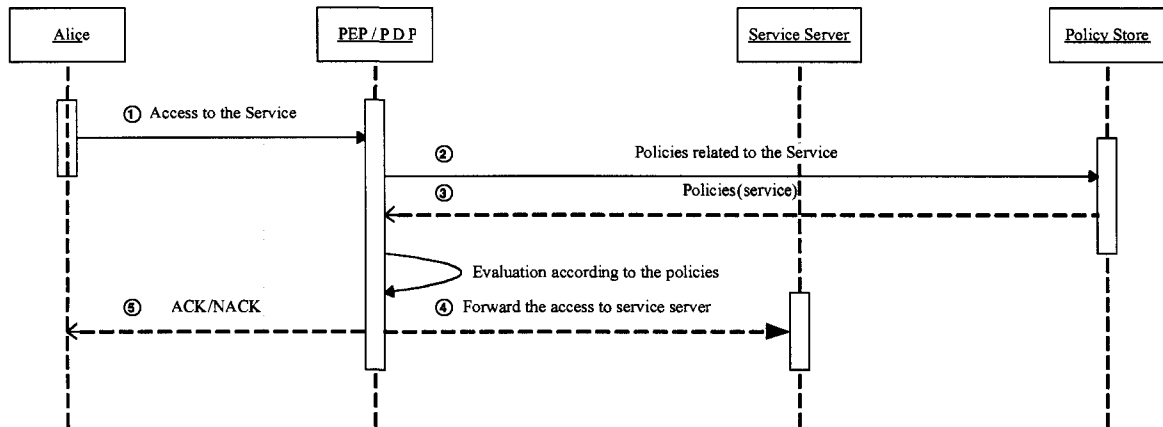 Alice
PEP / P D P
Service Server
Policy Store
① Access to the Service
② Policies related to the Service
③ Policies(service)
Evaluation according to the policies
⑤ ACK/NACK
④ Forward the access to service server